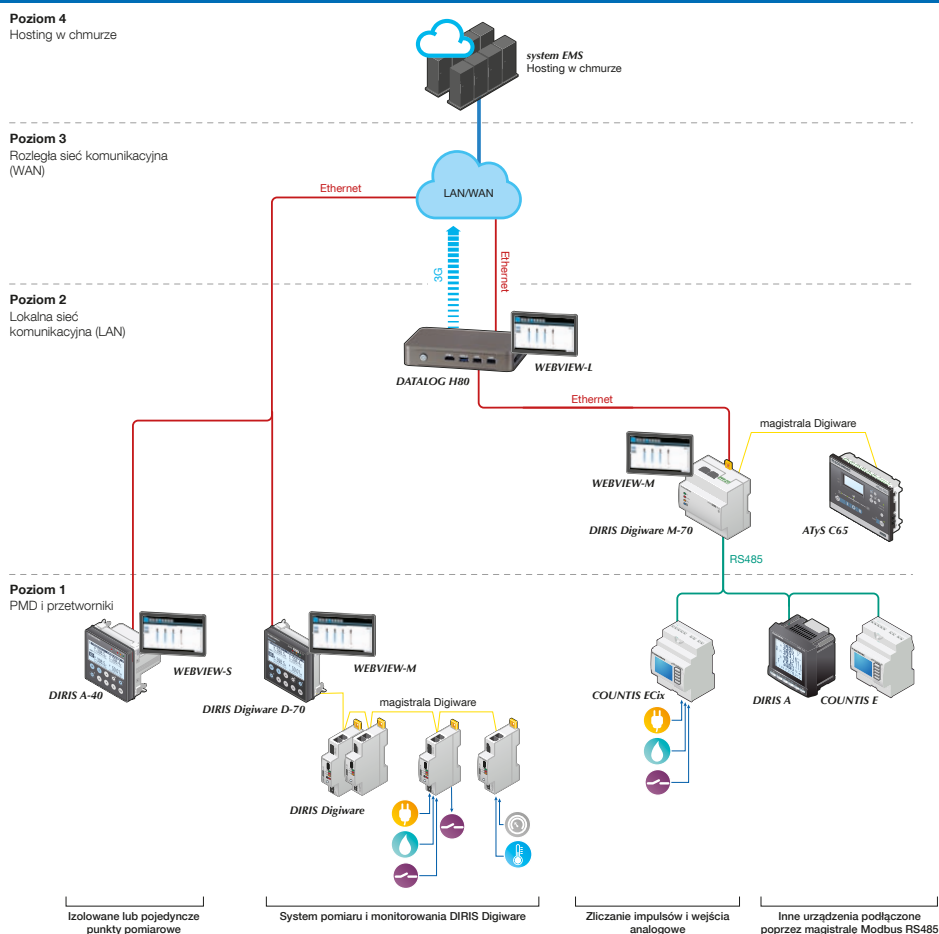 Poziom 4
Hosting w chmurze
system EMS
Hosting w chmurze
Poziom 3
Rozległa sieć komunikacyjna
(WAN)
Ethernet
LAN/WAN
3G
Ethernet
Poziom 2
Lokalna sieć
komunikacyjna (LAN)
WEBVIEW-L
DATALOG H80
Ethernet
magistrala Digiware
WEBVIEW-M
DIRIS Digiware M-70
ATyS C65
RS485
Poziom 1
PMD i przetworniki
WEBVIEW-S
WEBVIEW-M
DIRIS A-40
DIRIS Digiware D-70
COUNTIS ECix
DIRIS A
COUNTIS E
magistrala Digiware
DIRIS Digiware
Izolowane lub pojedyncze
punkty pomiarowe
System pomiaru i monitorowania DIRIS Digiware
Zliczanie impulsów i wejścia
analogowe
Inne urządzenia podłączone
poprzez magistralę Modbus RS485